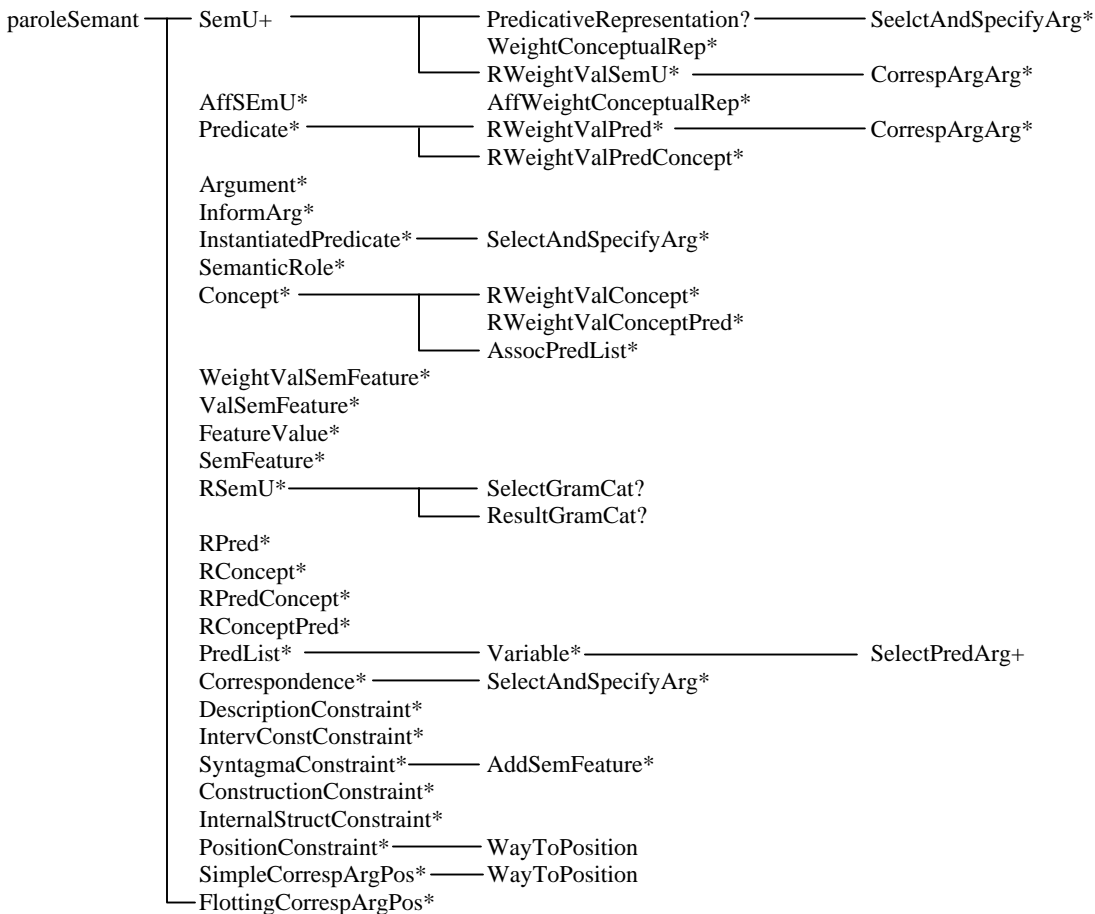 paroleSemant SemU+ PredicativeRepresentation? SeelctAndSpecifyArg*
WeightConceptualRep*
RWeightValSemU* CorrespArgArg*
AffSEmU* AffWeightConceptualRep*
Predicate* RWeightValPred* CorrespArgArg*
RWeightValPredConcept*
Argument*
InformArg*
InstantiatedPredicate* SelectAndSpecifyArg*
SemanticRole*
Concept* RWeightValConcept*
RWeightValConceptPred*
AssocPredList*
WeightValSemFeature*
ValSemFeature*
FeatureValue*
SemFeature*
RSemU* SelectGramCat?
ResultGramCat?
RPred*
RConcept*
RPredConcept*
RConceptPred*
PredList* Variable* SelectPredArg+
Correspondence* SelectAndSpecifyArg*
DescriptionConstraint*
IntervConstConstraint*
SyntagmaConstraint* AddSemFeature*
ConstructionConstraint*
InternalStructConstraint*
PositionConstraint* WayToPosition
SimpleCorrespArgPos* WayToPosition
FlottingCorrespArgPos*